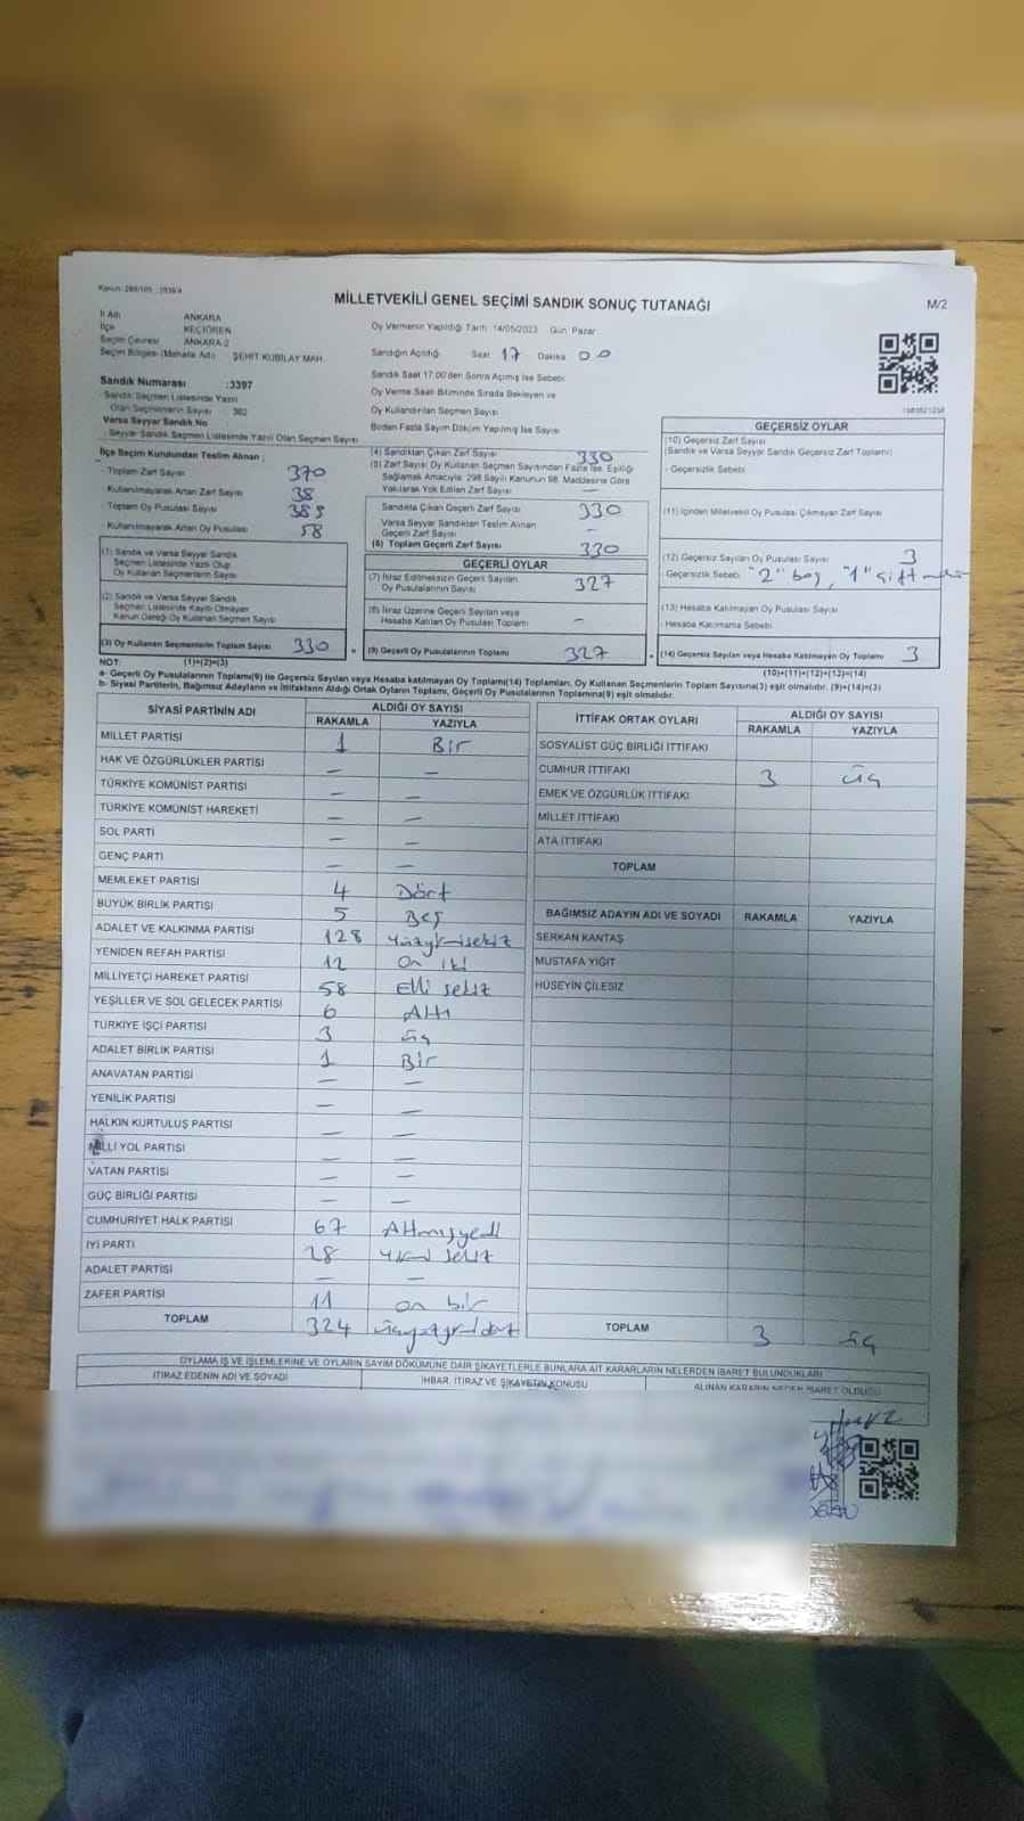 MİLLETVEKİLİ GENEL SEÇİMİ SANDIK SONUÇ TUTANAĞI
M/2
İl Adı ANKARA
İlçe KEÇİÖREN
Seçim Çevresi ANKARA 2
Seçim Bölgesi (Mahalle Adı) ŞEHİT KUBİLAY MAH.
Oy Vermenin Yapıldığı Tarih: 14/05/2023 Gün: Pazar
Sandığın Açıldığı Saat 17 Dakika 00
Sandık Saat 17:00'den Sonra Açılmış İse Sebebi
Oy Verme Saati Bitiminde Sırada Bekleyen ve
Oy Kullandırılan Seçmen Sayısı
Birden Fazla Sayım Döküm Yapılmış İse Sayısı
Sandık Numarası :3397
Sandık Seçmen Listesinde Yazılı
Olan Seçmenlerin Sayısı
Varsa Seyyar Sandık No
Seyyar Sandık Seçmen Listesinde Yazılı Olan Seçmen Sayısı
İlçe Seçim Kurulundan Teslim Alınan ;
- Toplam Zarf Sayısı 370
- Kullanılmayarak Artan Zarf Sayısı 38
- Toplam Oy Pusulası Sayısı
- Kullanılmayarak Artan Oy Pusulası 58
(1) Sandık ve Varsa Seyyar Sandık
Seçmen Listesinde Yazılı Olup
Oy Kullanan Seçmenlerin Sayısı
(2) Sandık ve Varsa Seyyar Sandık
Seçmen Listesinde Kayıtlı Olmayan
Kanun Gereği Oy Kullanan Seçmen Sayısı
(3) Oy Kullanan Seçmenlerin Toplam Sayısı 330
(4) Sandıktan Çıkan Zarf Sayısı 330
(5) Zarf Sayısı Oy Kullanan Seçmen Sayısından Fazla İse, Eşitliği
Sağlamak Amacıyla, 298 Sayılı Kanunun 98. Maddesine Göre
Yakılarak Yok Edilen Zarf Sayısı —
Sandıkta Çıkan Geçerli Zarf Sayısı 330
Varsa Seyyar Sandıktan Teslim Alınan
Geçerli Zarf Sayısı -
(6) Toplam Geçerli Zarf Sayısı 330
GEÇERLİ OYLAR
(7) İtiraz Edilmeksizin Geçerli Sayılan
Oy Pusulalarının Sayısı 327
(8) İtiraz Üzerine Geçerli Sayılan veya
Hesaba Katılan Oy Pusulası Toplamı -
(9) Geçerli Oy Pusulalarının Toplamı 327
GEÇERSİZ OYLAR
(10) Geçersiz Zarf Sayısı
(Sandık ve Varsa Seyyar Sandık Geçersiz Zarf Toplamı)
- Geçersizlik Sebebi
(11) İçinden Milletvekili Oy Pusulası Çıkmayan Zarf Sayısı
(12) Geçersiz Sayılan Oy Pusulası Sayısı 3
Geçersizlik Sebebi "2" boş, "1"
(13) Hesaba Katılmayan Oy Pusulası Sayısı
Hesaba Katılmama Sebebi
(14) Geçersiz Sayılan veya Hesaba Katılmayan Oy Toplamı 3
NOT: (1)+(2)=(3) (10)+(11)+(12)+(13)=(14)
a- Geçerli Oy Pusulalarının Toplamı(9) ile Geçersiz Sayılan veya Hesaba Katılmayan Oy Toplamı(14) Toplamları, Oy Kullanan Seçmenlerin Toplam Sayısına(3) eşit olmalıdır. (9)+(14)=(3)
b- Siyasi Partilerin, Bağımsız Adayların ve İttifakların Aldığı Ortak Oyların Toplamı, Geçerli Oy Pusulalarının Toplamına(9) eşit olmalıdır.
SİYASİ PARTİNİN ADI ALDIĞI OY SAYISI
RAKAMLA YAZIYLA
MİLLET PARTİSİ 1 Bir
HAK VE ÖZGÜRLÜKLER PARTİSİ — —
TÜRKİYE KOMÜNİST PARTİSİ — —
TÜRKİYE KOMÜNİST HAREKETİ — —
SOL PARTİ — —
GENÇ PARTİ — —
MEMLEKET PARTİSİ 4 Dört
BÜYÜK BİRLİK PARTİSİ 5 Beş
ADALET VE KALKINMA PARTİSİ 128 yüzyirmisekiz
YENİDEN REFAH PARTİSİ 12 on iki
MİLLİYETÇİ HAREKET PARTİSİ 58 Elli sekiz
YEŞİLLER VE SOL GELECEK PARTİSİ 6 Altı
TÜRKİYE İŞÇİ PARTİSİ 3 üç
ADALET BİRLİK PARTİSİ 1 Bir
ANAVATAN PARTİSİ — —
YENİLİK PARTİSİ — —
HALKIN KURTULUŞ PARTİSİ — —
MİLLİ YOL PARTİSİ — —
VATAN PARTİSİ — —
GÜÇ BİRLİĞİ PARTİSİ — —
CUMHURİYET HALK PARTİSİ 67 Altmışyedi
İYİ PARTİ 28 yirmi sekiz
ADALET PARTİSİ — —
ZAFER PARTİSİ 11 on bir
TOPLAM 324 üçyüzyirmidört
İTTİFAK ORTAK OYLARI ALDIĞI OY SAYISI
RAKAMLA YAZIYLA
SOSYALİST GÜÇ BİRLİĞİ İTTİFAKI
CUMHUR İTTİFAKI 3 üç
EMEK VE ÖZGÜRLÜK İTTİFAKI
MİLLET İTTİFAKI
ATA İTTİFAKI
TOPLAM
BAĞIMSIZ ADAYIN ADI VE SOYADI RAKAMLA YAZIYLA
SERKAN KANTAŞ
MUSTAFA YİĞİT
HÜSEYİN ÇİLESİZ
TOPLAM 3 üç
OYLAMA İŞ VE İŞLEMLERİNE VE OYLARIN SAYIM DÖKÜMÜNE DAİR ŞİKAYETLERLE BUNLARA AİT KARARLARIN NELERDEN İBARET BULUNDUKLARI
İTİRAZ EDENİN ADI VE SOYADI İHBAR, İTİRAZ VE ŞİKAYETİN KONUSU ALINAN KARARIN NEDEN İBARET OLDUĞU